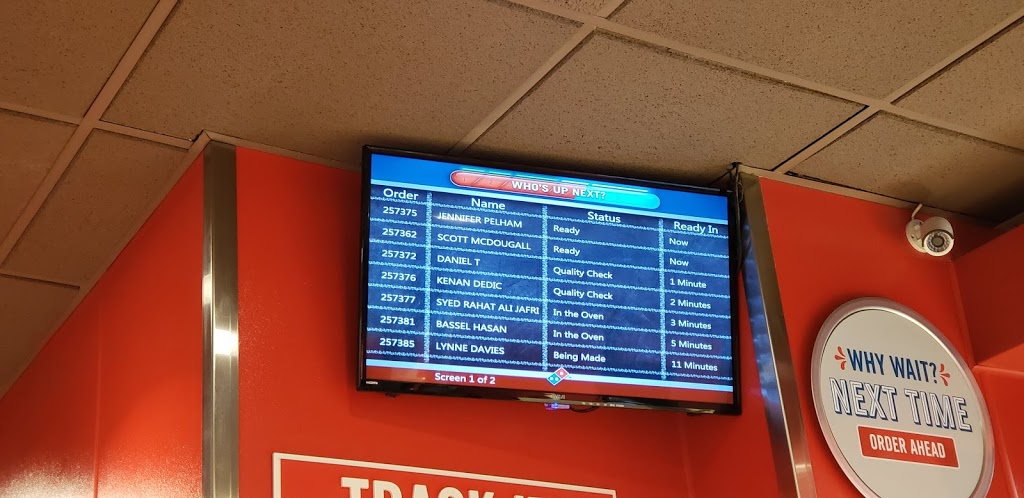 WHO'S UP NEXT?
Order Name Status Ready In
257375 JENNIFER PELHAM Ready Now
257362 SCOTT MCDOUGALL Ready Now
257372 DANIEL T Quality Check 1 Minute
257376 KENAN DEDIC Quality Check 2 Minutes
257377 SYED RAHAT ALI JAFRI In the Oven 3 Minutes
257381 BASSEL HASAN In the Oven 5 Minutes
257385 LYNNE DAVIES Being Made 11 Minutes
Screen 1 of 2
WHY WAIT?
NEXT TIME
ORDER AHEAD
TRACK